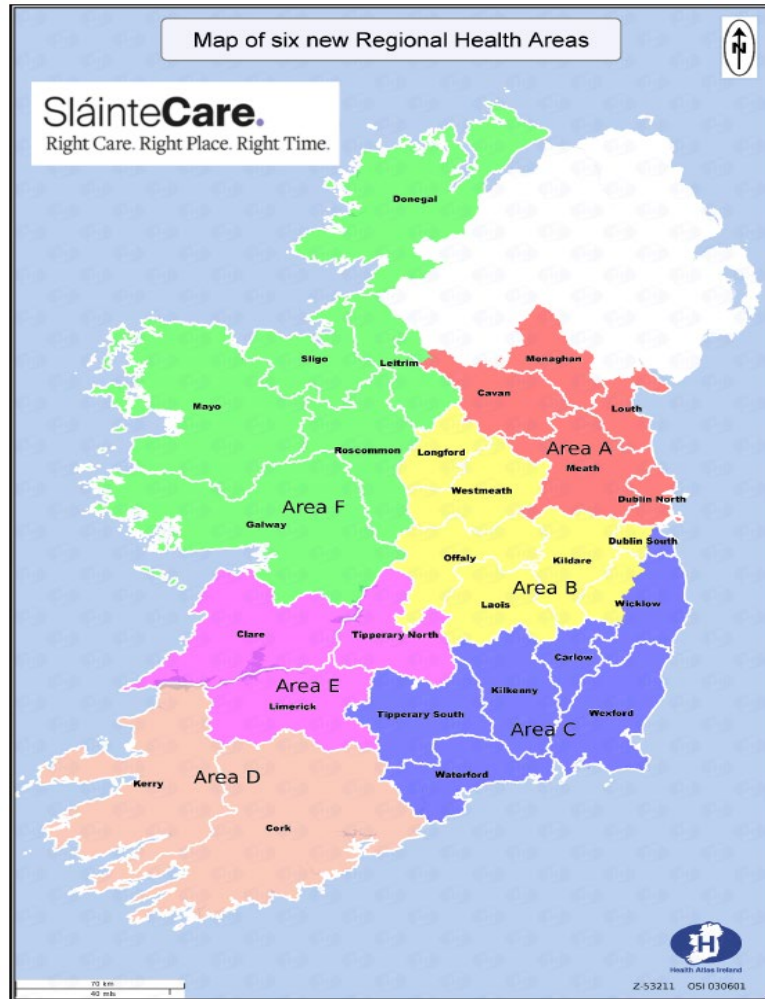 Map of six new Regional Health Areas
N
SláinteCare.
Right Care. Right Place. Right Time.
Donegal
Sligo
Leitrim
Monaghan
Cavan
Louth
Mayo
Roscommon
Longford
Area A
Meath
Westmeath
Dublin North
Area F
Galway
Dublin South
Offaly
Kildare
Area B
Laois
Wicklow
Clare
Tipperary North
Carlow
Area E
Limerick
Kilkenny
Tipperary South
Wexford
Area C
Waterford
Area D
Kerry
Cork
H
Health Atlas Ireland
70 km
40 mls
Z-53211 OSI 030601